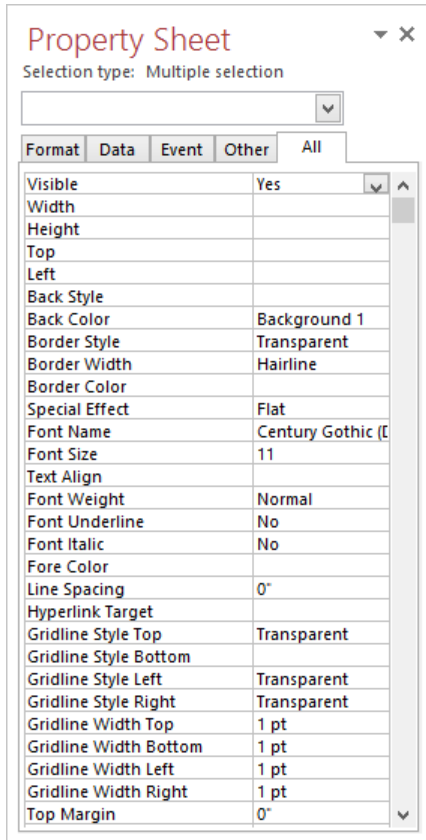 Property Sheet
Selection type: Multiple selection
Format Data Event Other All
Visible Yes
Width
Height
Top
Left
Back Style
Back Color Background 1
Border Style Transparent
Border Width Hairline
Border Color
Special Effect Flat
Font Name Century Gothic (D
Font Size 11
Text Align
Font Weight Normal
Font Underline No
Font Italic No
Fore Color
Line Spacing 0"
Hyperlink Target
Gridline Style Top Transparent
Gridline Style Bottom
Gridline Style Left Transparent
Gridline Style Right Transparent
Gridline Width Top 1 pt
Gridline Width Bottom 1 pt
Gridline Width Left 1 pt
Gridline Width Right 1 pt
Top Margin 0"